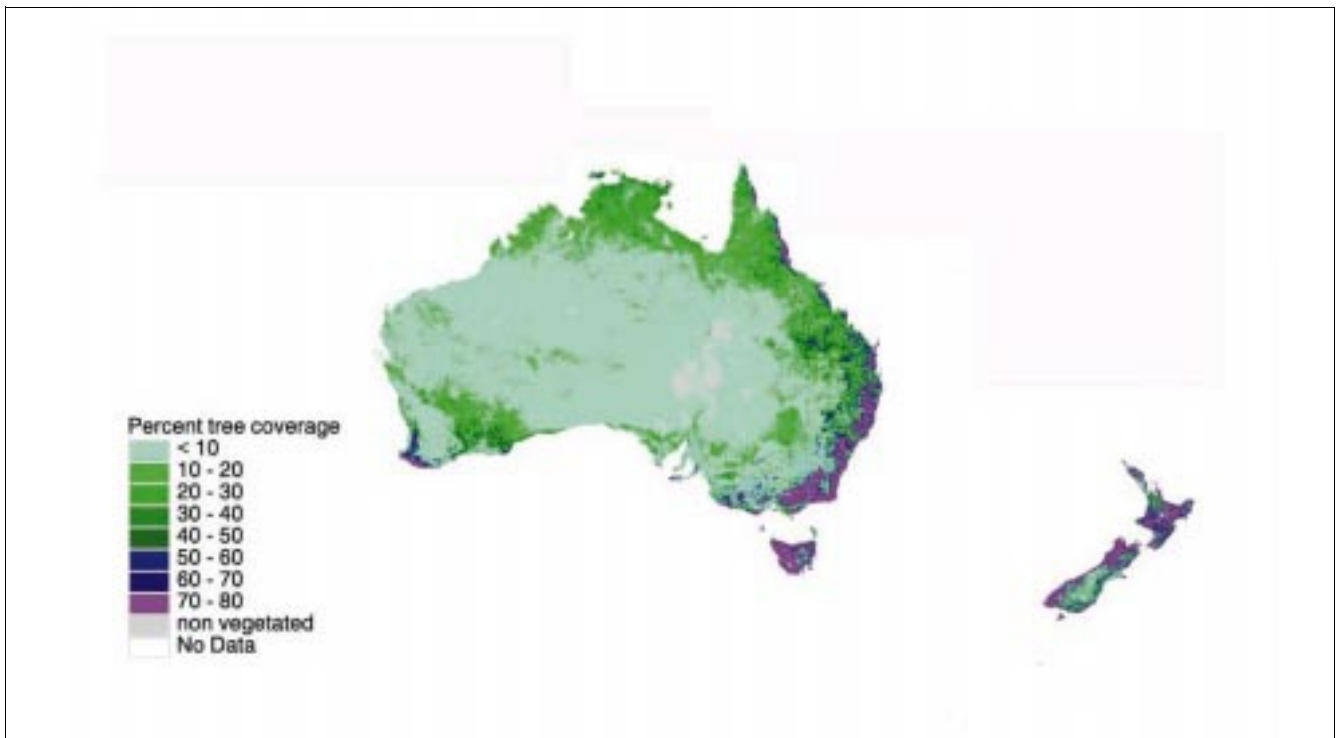 Percent tree coverage
< 10
10 - 20
20 - 30
30 - 40
40 - 50
50 - 60
60 - 70
70 - 80
non vegetated
No Data